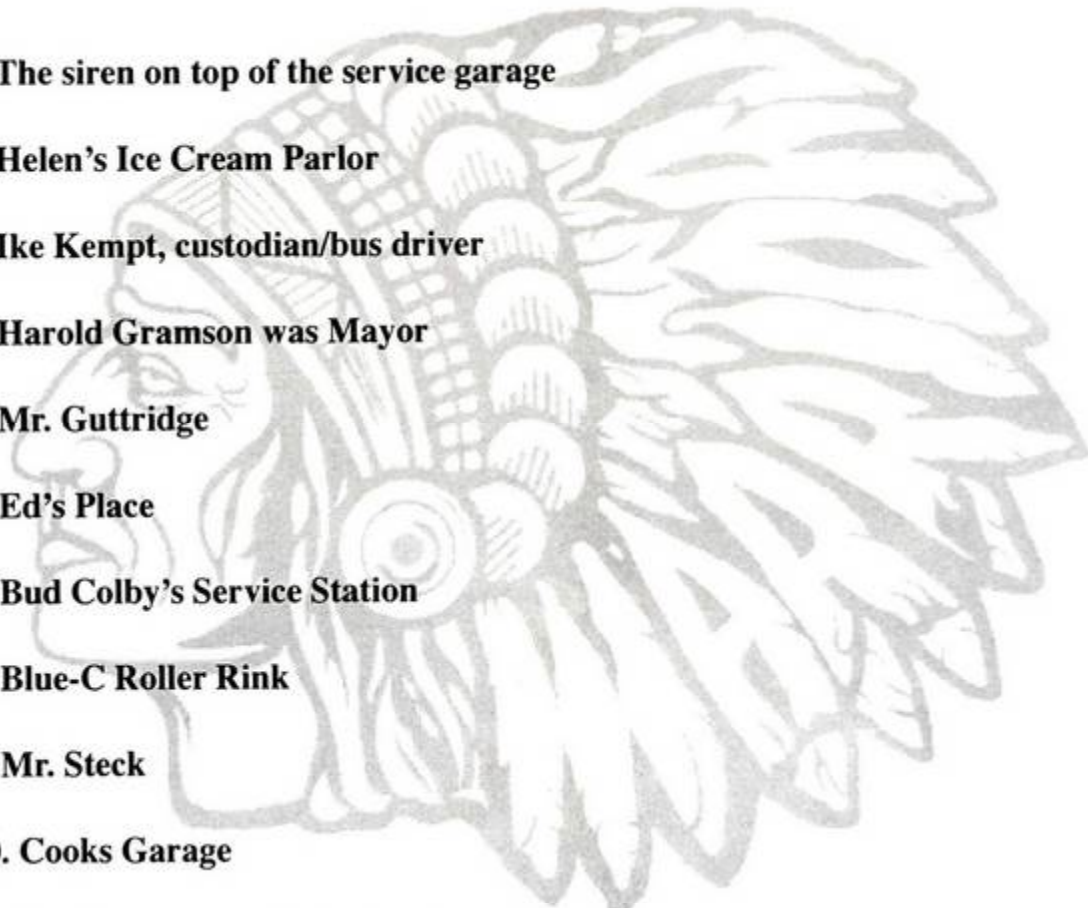 The siren on top of the service garage
Helen's Ice Cream Parlor
Ike Kempt, custodian/bus driver
Harold Gramson was Mayor
Mr. Guttridge
Ed's Place
Bud Colby's Service Station
Blue-C Roller Rink
Mr. Steck
. Cooks Garage